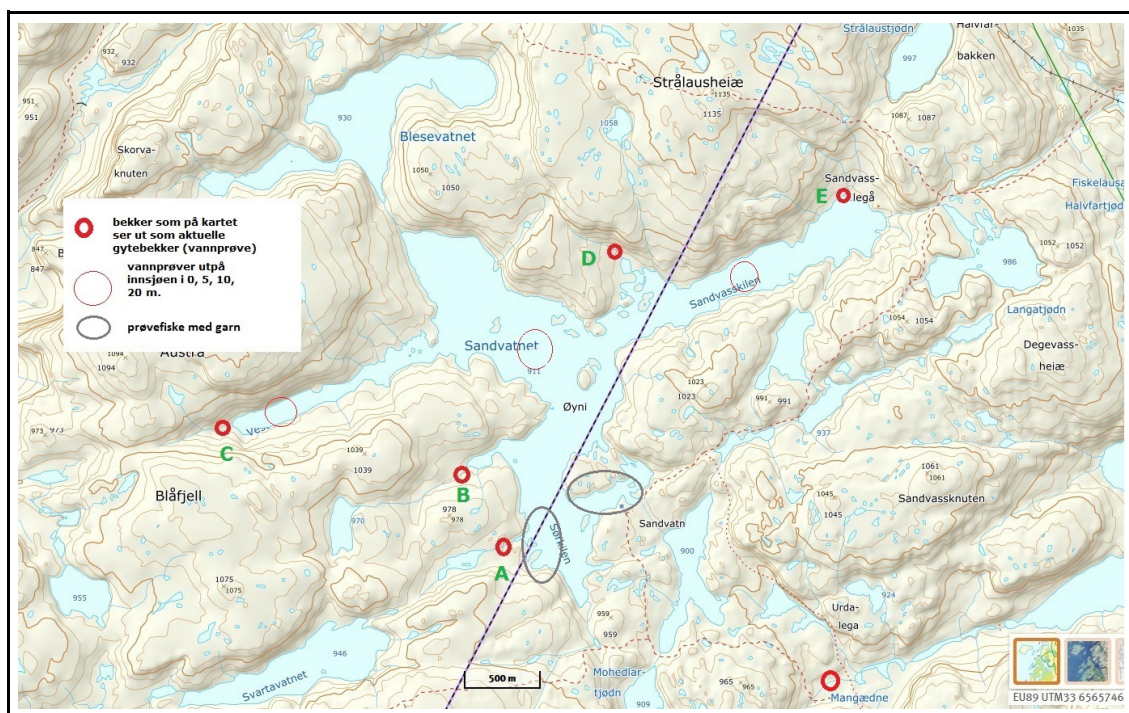 932
932
951
951
Skorva-
knuten
930
Blesevatnet
1050
1050
1058
Strålausheiæ
1135
1135
Strålaustjødn
997
Halvfar-
bakken
1035
1035
1087
1087
Sandvass-
legå
E
Fiskelausa
Halvfartjødn
1052
1052
986
Langatjødn
Degevass-
heiæ
bekker som på kartet
ser ut som aktuelle
gytebekker (vannprøve)
vannprøver utpå
innsjøen i 0, 5, 10,
20 m.
prøvefiske med garn
847
847
D
Sandvasskilen
1054
1054
Sandvatnet
911
Austra
1094
1094
Øyni
1023
1023
991
991
973
973
C
1039
1039
Blåfjell
B
978
978
970
937
1061
1061
Sandvassknuten
1045
1045
Sandvatn
Sørkilen
A
900
1075
1075
955
959
959
924
Urda-
lega
946
Svartavatnet
500 m
Mohedlar-
tjødn
909
965
965
Mangædne
EU89 UTM33 6565746